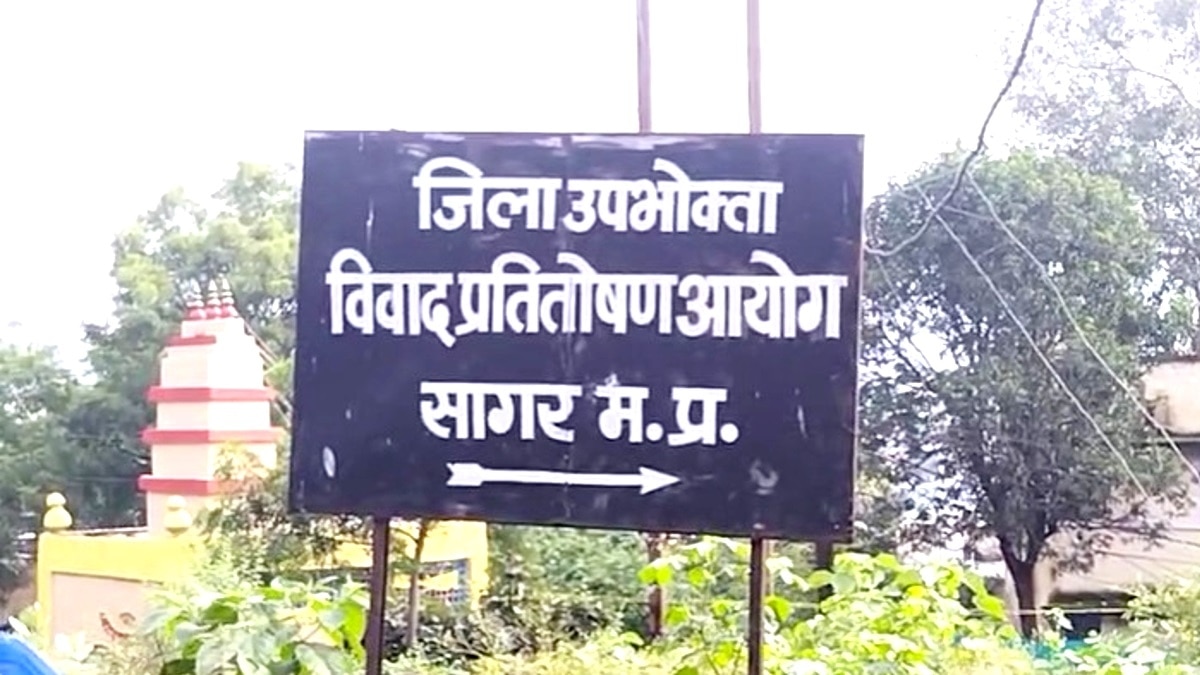 जिला उपभोक्ता
विवाद प्रतितोषण आयोग
सागर म.प्र.